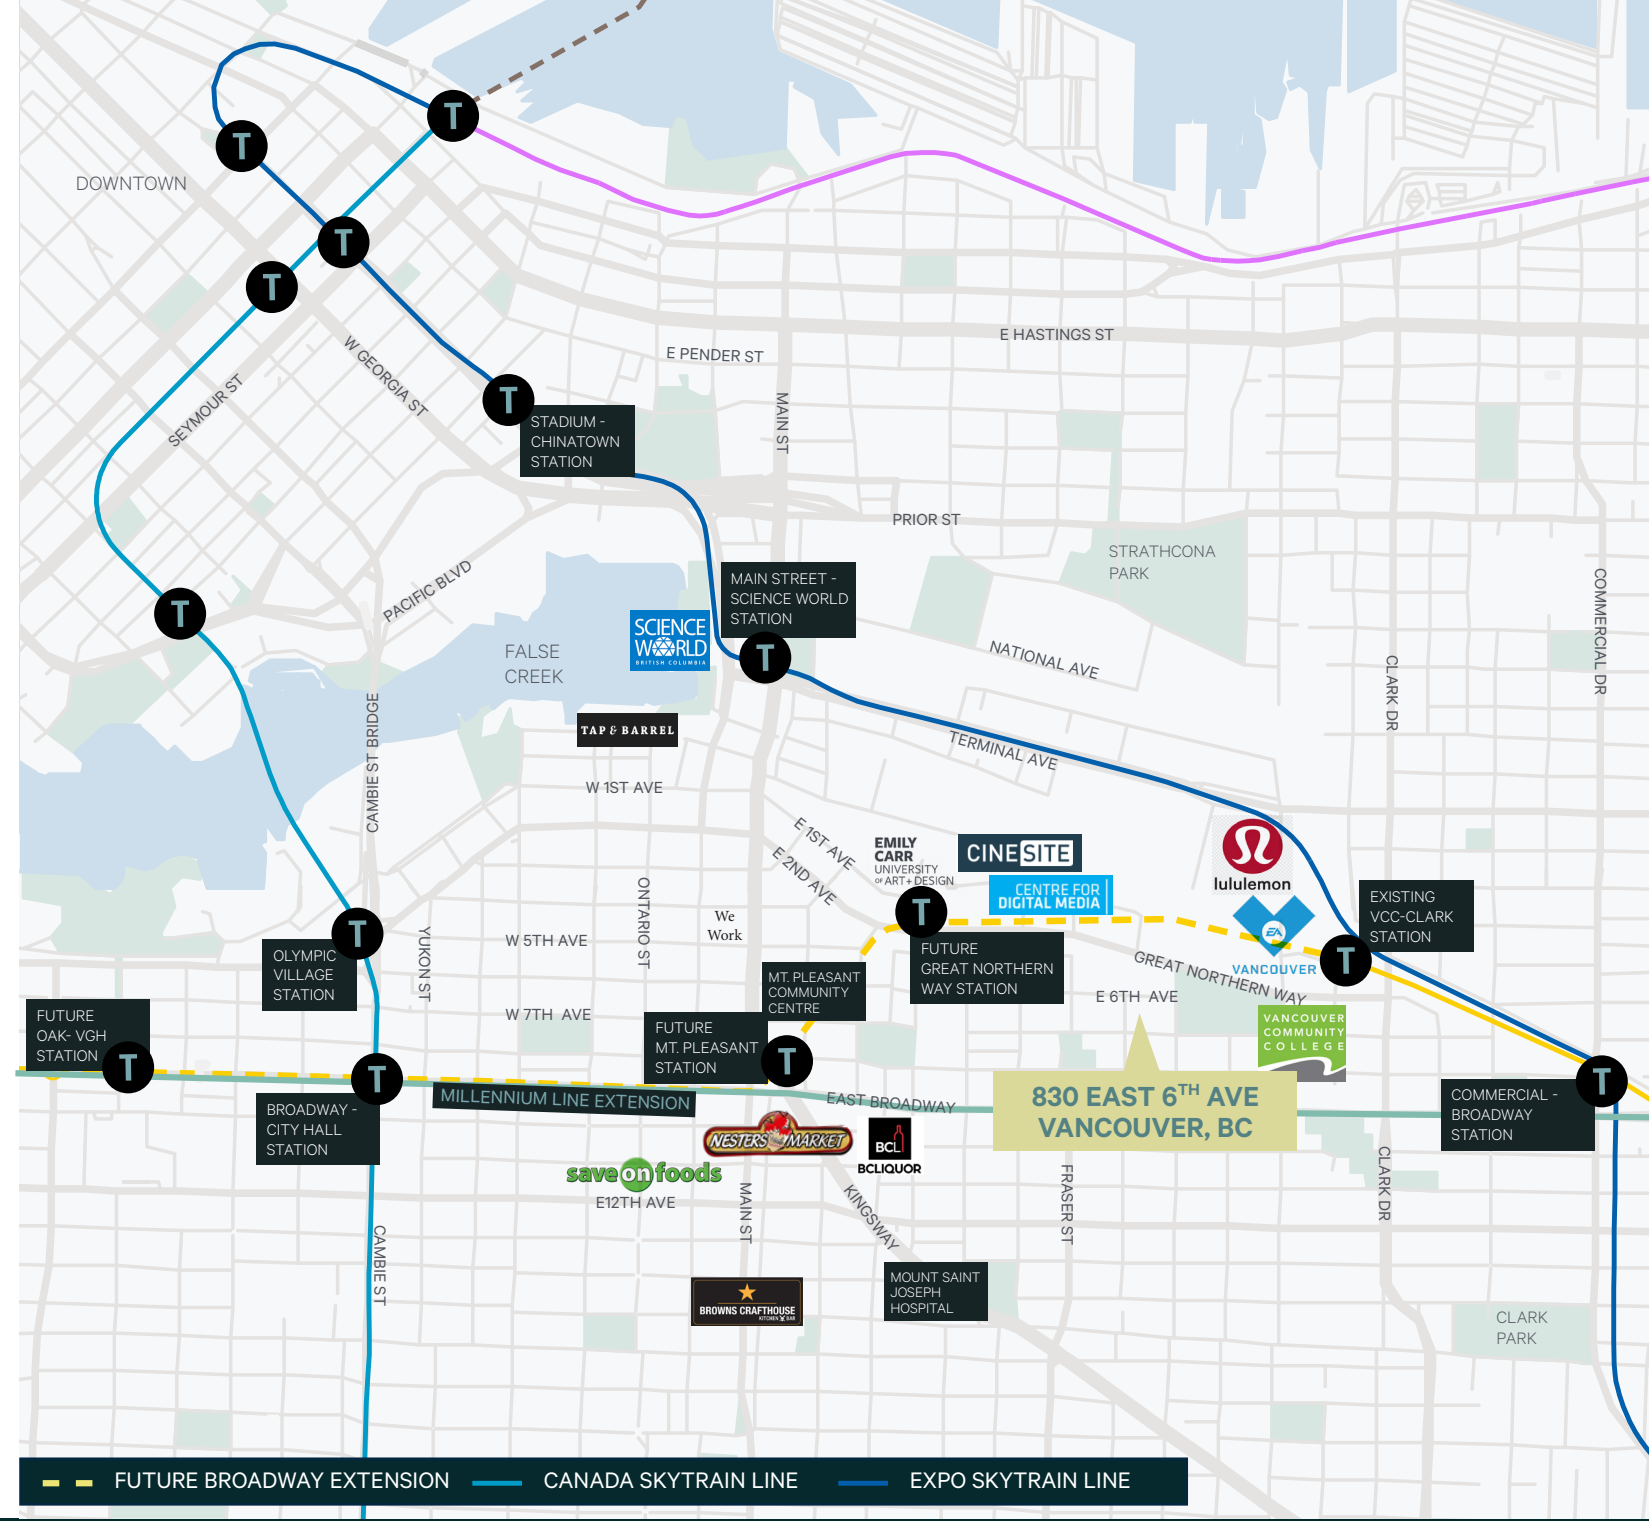 T
T
DOWNTOWN
T
T
E HASTINGS ST
E PENDER ST
W GEORGIA ST
SEYMOUR ST
MAIN ST
T
STADIUM -
CHINATOWN
STATION
PRIOR ST
STRATHCONA
PARK
PACIFIC BLVD
MAIN STREET -
SCIENCE WORLD
STATION
T
T
SCIENCE
WORLD
BRITISH COLUMBIA
FALSE
CREEK
NATIONAL AVE
COMMERCIAL DR
CLARK DR
CAMBIE ST BRIDGE
TAP & BARREL
TERMINAL AVE
W 1ST AVE
E 1ST AVE
E 2ND AVE
EMILY
CARR
UNIVERSITY
OF ART + DESIGN
CINESITE
CENTRE FOR
DIGITAL MEDIA
lululemon
EXISTING
VCC-CLARK
STATION
T
EA
VANCOUVER
T
FUTURE
GREAT NORTHERN
WAY STATION
ONTARIO ST
We
Work
W 5TH AVE
YUKON ST
T
OLYMPIC
VILLAGE
STATION
GREAT NORTHERN WAY
E 6TH AVE
MT. PLEASANT
COMMUNITY
CENTRE
W 7TH AVE
FUTURE
OAK- VGH
STATION
T
FUTURE
MT. PLEASANT
STATION
T
VANCOUVER
COMMUNITY
COLLEGE
T
T
MILLENNIUM LINE EXTENSION
EAST BROADWAY
830 EAST 6TH AVE
VANCOUVER, BC
COMMERCIAL -
BROADWAY
STATION
BROADWAY -
CITY HALL
STATION
NESTERS MARKET
BCL
BCLIQUOR
save on foods
E12TH AVE
MAIN ST
KINGSWAY
FRASER ST
CLARK DR
CAMBIE ST
MOUNT SAINT
JOSEPH
HOSPITAL
BROWNS CRAFTHOUSE
KITCHEN BAR
CLARK
PARK
FUTURE BROADWAY EXTENSION
CANADA SKYTRAIN LINE
EXPO SKYTRAIN LINE